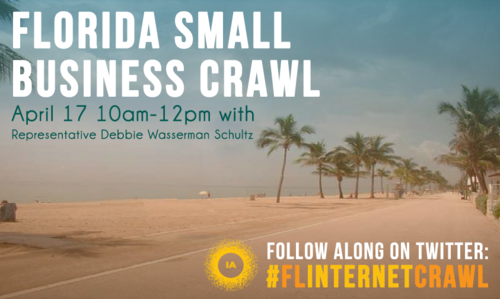 FLORIDA SMALL
BUSINESS CRAWL
April 17 10am-12pm with
Representative Debbie Wasserman Schultz
IA
FOLLOW ALONG ON TWITTER:
#FLINTERNETCRAWL